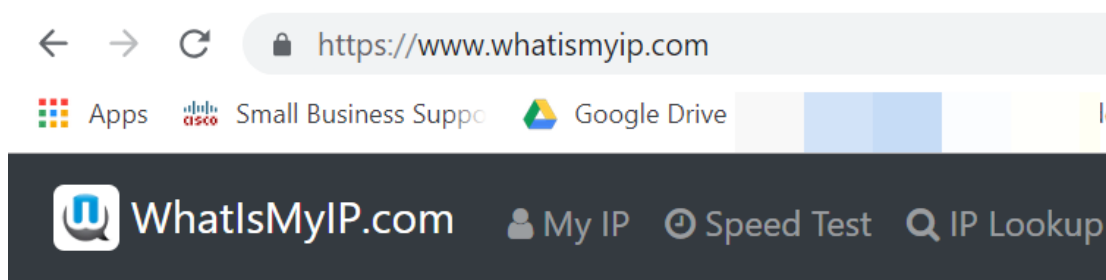 https://www.whatismyip.com
Apps cisco Small Business Suppo Google Drive
WhatIsMyIP.com My IP Speed Test IP Lookup